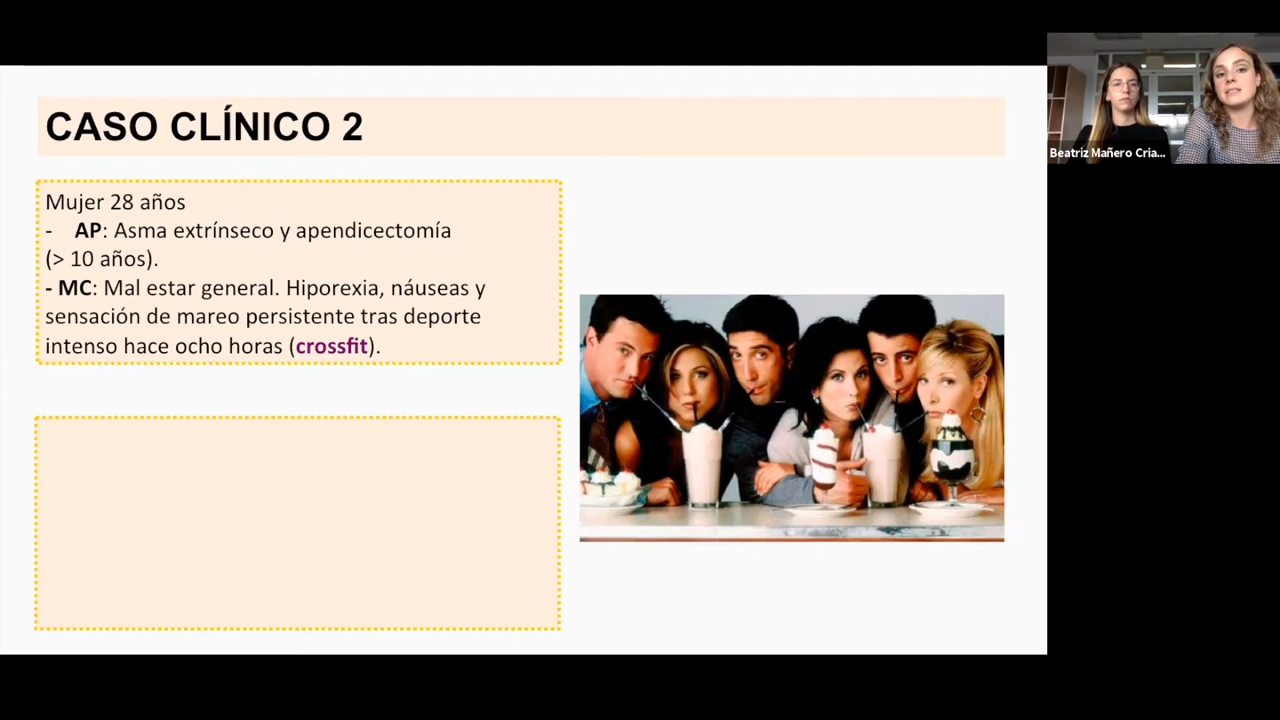 CASO CLÍNICO 2
Mujer 28 años
- AP: Asma extrínseco y apendicectomía
(> 10 años).
- MC: Mal estar general. Hiporexia, náuseas y
sensación de mareo persistente tras deporte
intenso hace ocho horas (crossfit).
Beatriz Mañero Cria...